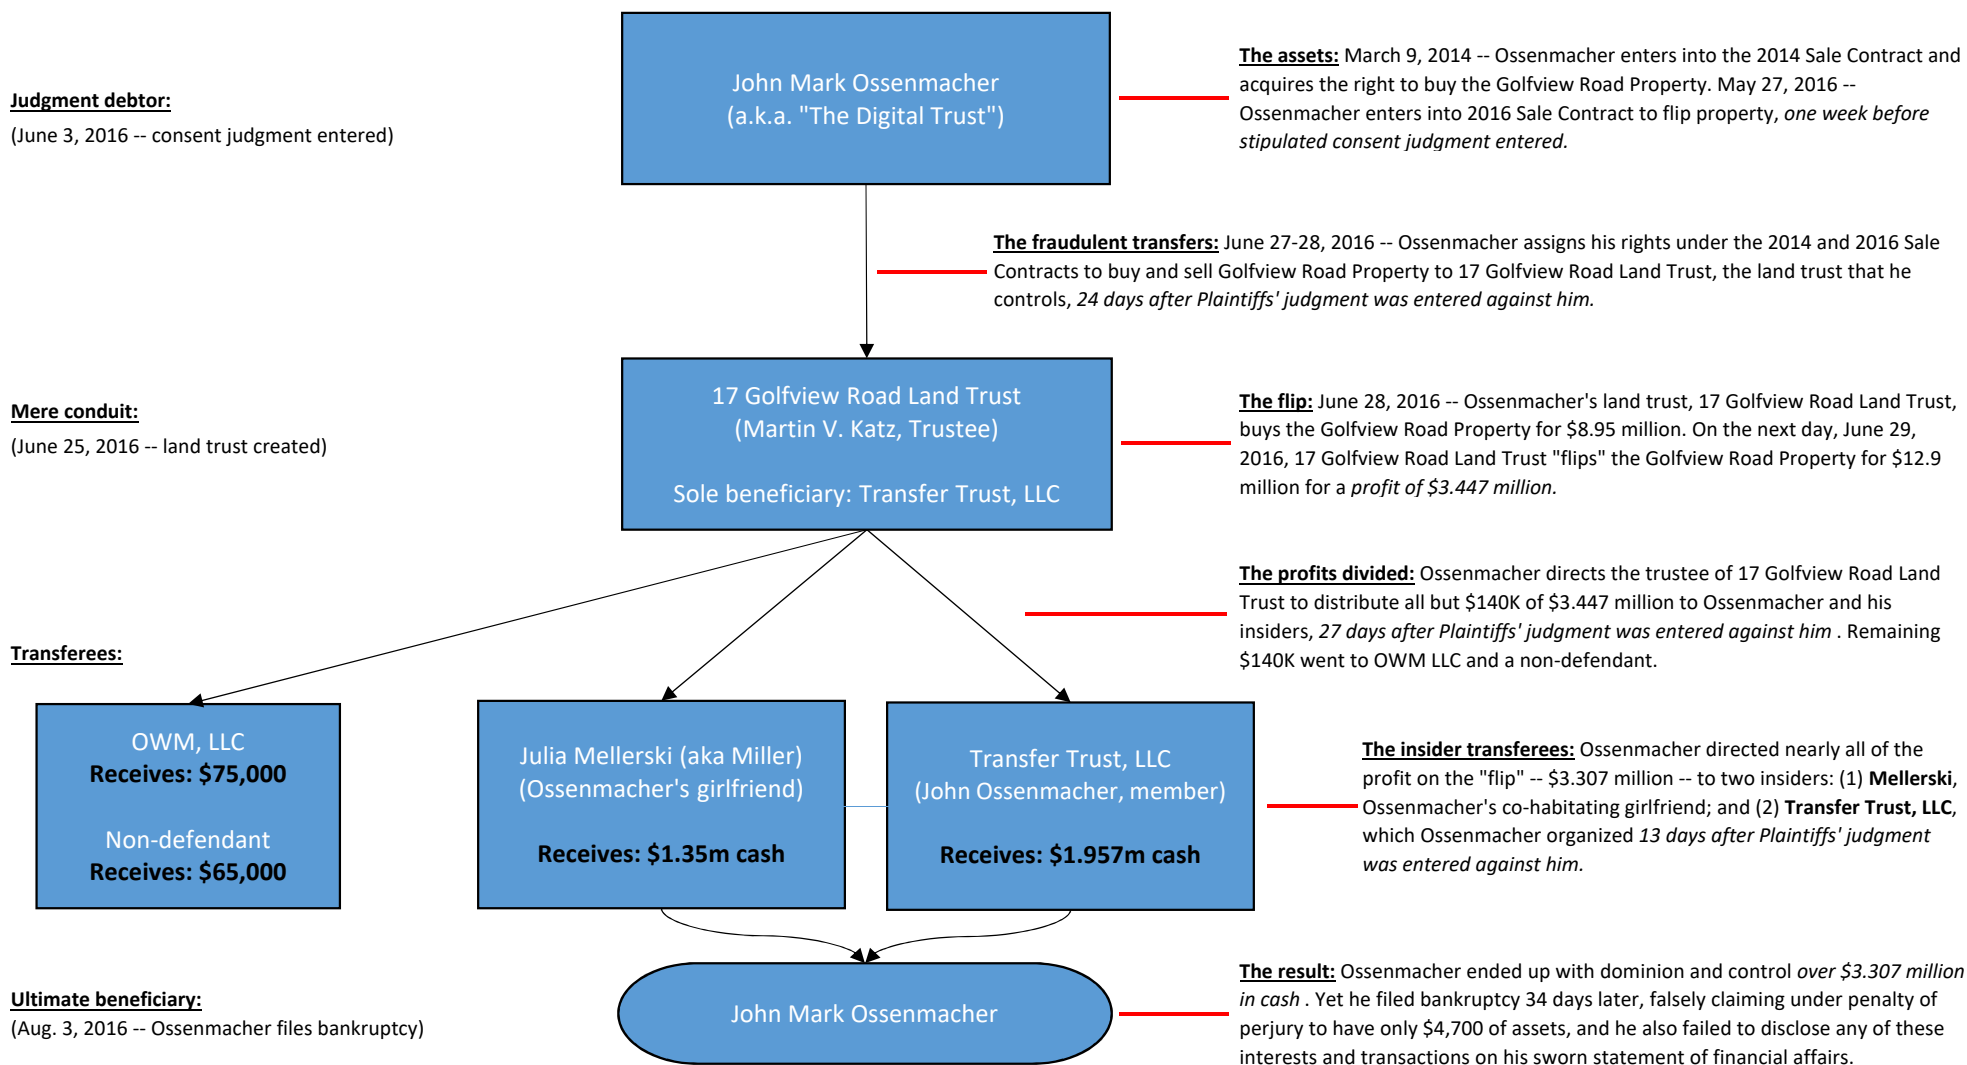 John Mark Ossenmacher
(a.k.a. "The Digital Trust")
Judgment debtor:
(June 3, 2016 -- consent judgment entered)
The assets: March 9, 2014 -- Ossenmacher enters into the 2014 Sale Contract and
acquires the right to buy the Golfview Road Property. May 27, 2016 --
Ossenmacher enters into 2016 Sale Contract to flip property, one week before
stipulated consent judgment entered.
The fraudulent transfers: June 27-28, 2016 -- Ossenmacher assigns his rights under the 2014 and 2016 Sale
Contracts to buy and sell Golfview Road Property to 17 Golfview Road Land Trust, the land trust that he
controls, 24 days after Plaintiffs' judgment was entered against him.
Mere conduit:
(June 25, 2016 -- land trust created)
17 Golfview Road Land Trust
(Martin V. Katz, Trustee)
Sole beneficiary: Transfer Trust, LLC
The flip: June 28, 2016 -- Ossenmacher's land trust, 17 Golfview Road Land Trust,
buys the Golfview Road Property for $8.95 million. On the next day, June 29,
2016, 17 Golfview Road Land Trust "flips" the Golfview Road Property for $12.9
million for a profit of $3.447 million.
The profits divided: Ossenmacher directs the trustee of 17 Golfview Road Land
Trust to distribute all but $140K of $3.447 million to Ossenmacher and his
insiders, 27 days after Plaintiffs' judgment was entered against him . Remaining
$140K went to OWM LLC and a non-defendant.
Transferees:
OWM, LLC
Receives: $75,000
Non-defendant
Receives: $65,000
Julia Mellerski (aka Miller)
(Ossenmacher's girlfriend)
Receives: $1.35m cash
Transfer Trust, LLC
(John Ossenmacher, member)
Receives: $1.957m cash
The insider transferees: Ossenmacher directed nearly all of the
profit on the "flip" -- $3.307 million -- to two insiders: (1) Mellerski,
Ossenmacher's co-habitating girlfriend; and (2) Transfer Trust, LLC,
which Ossenmacher organized 13 days after Plaintiffs' judgment
was entered against him.
Ultimate beneficiary:
(Aug. 3, 2016 -- Ossenmacher files bankruptcy)
John Mark Ossenmacher
The result: Ossenmacher ended up with dominion and control over $3.307 million
in cash . Yet he filed bankruptcy 34 days later, falsely claiming under penalty of
perjury to have only $4,700 of assets, and he also failed to disclose any of these
interests and transactions on his sworn statement of financial affairs.